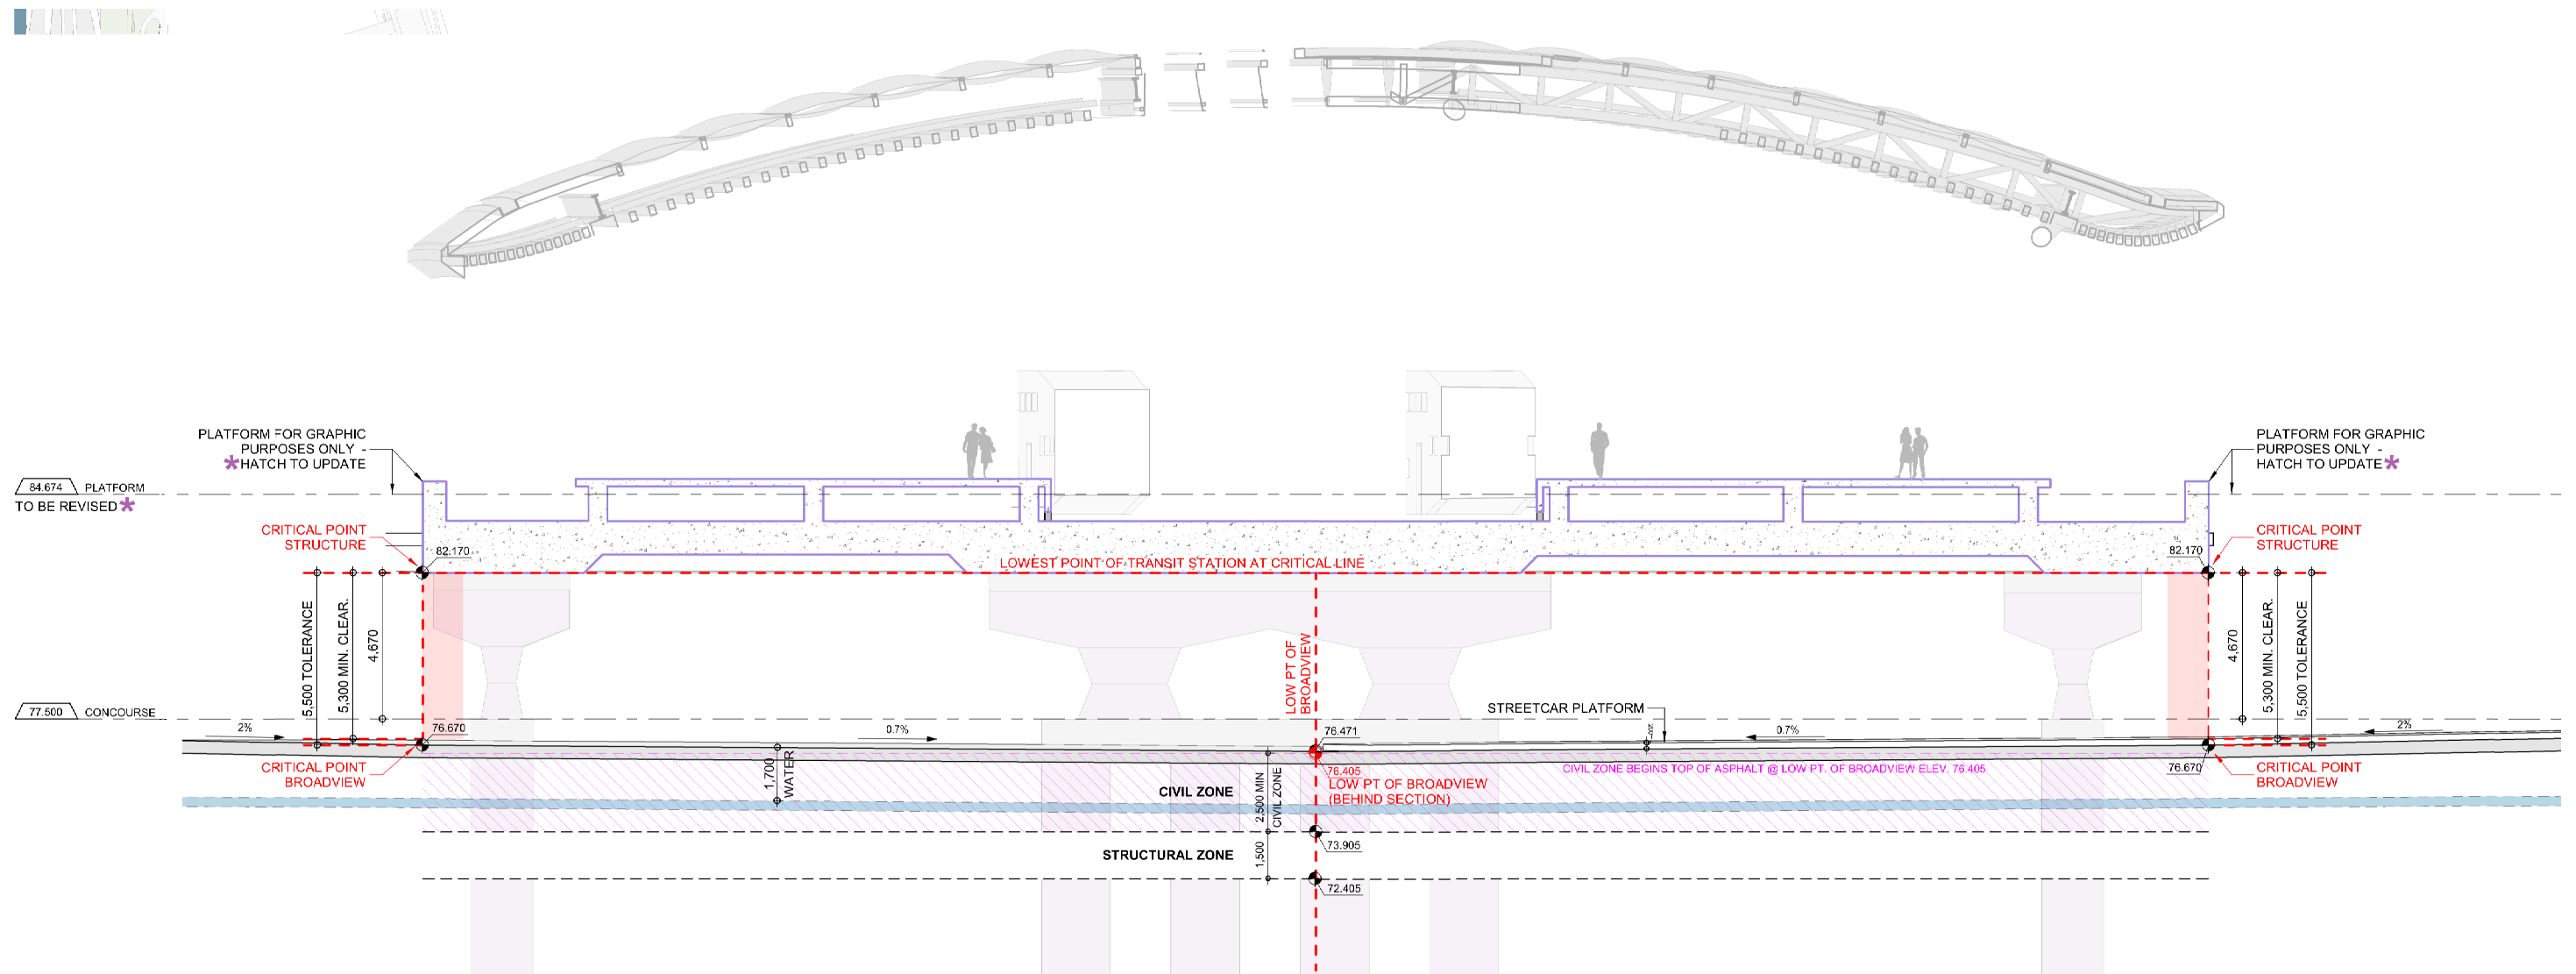 PLATFORM FOR GRAPHIC
PURPOSES ONLY -
*HATCH TO UPDATE
PLATFORM FOR GRAPHIC
PURPOSES ONLY -
HATCH TO UPDATE*
84.674 PLATFORM
TO BE REVISED*
CRITICAL POINT
STRUCTURE
82.170
LOWEST POINT OF TRANSIT STATION AT CRITICAL LINE
82.170
CRITICAL POINT
STRUCTURE
5,500 TOLERANCE
5,300 MIN. CLEAR.
4,670
LOW PT OF
BROADVIEW
4,670
5,300 MIN. CLEAR.
5,500 TOLERANCE
77.500 CONCOURSE
2%
76.670
0.7%
76.471
STREETCAR PLATFORM
0.7%
2%
CRITICAL POINT
BROADVIEW
1,700
WATER
CIVIL ZONE
2,500 MIN
CIVIL ZONE
76.405
LOW PT OF BROADVIEW
(BEHIND SECTION)
CIVIL ZONE BEGINS TOP OF ASPHALT @ LOW PT. OF BROADVIEW ELEV. 76.405
76.670
CRITICAL POINT
BROADVIEW
73.905
STRUCTURAL ZONE
1,500
72.405